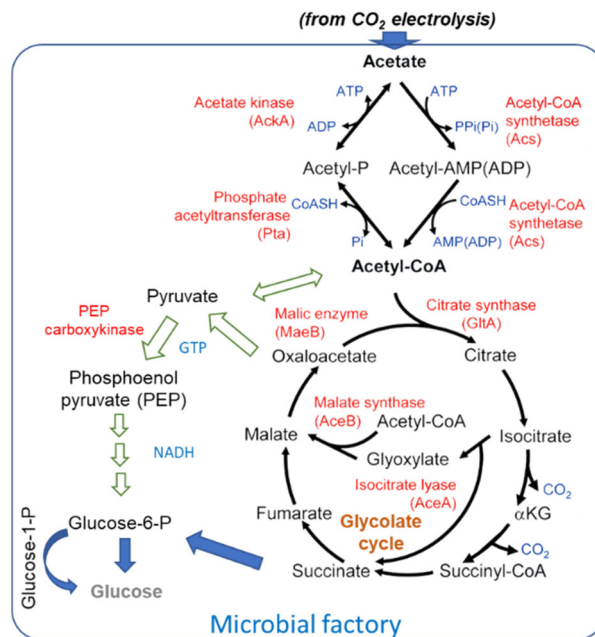 (from CO2 electrolysis)
Acetate
Acetate kinase
(AckA)
ATP
ADP
ATP
PPi(Pi)
Acetyl-CoA
synthetase
(Acs)
Acetyl-P
Acetyl-AMP(ADP)
Phosphate
acetyltransferase
(Pta)
CoASH
Pi
CoASH
AMP(ADP)
Acetyl-CoA
synthetase
(Acs)
Acetyl-CoA
Pyruvate
PEP
carboxykinase
GTP
Malic enzyme
(MaeB)
Citrate synthase
(GltA)
Oxaloacetate
Citrate
Phosphoenol
pyruvate (PEP)
Malate synthase
(AceB)
Acetyl-CoA
Malate
Glyoxylate
Isocitrate
NADH
Isocitrate lyase
(AceA)
CO2
αKG
Fumarate
Glycolate
cycle
CO2
Glucose-6-P
Glucose-1-P
Glucose
Succinate
Succinyl-CoA
Microbial factory